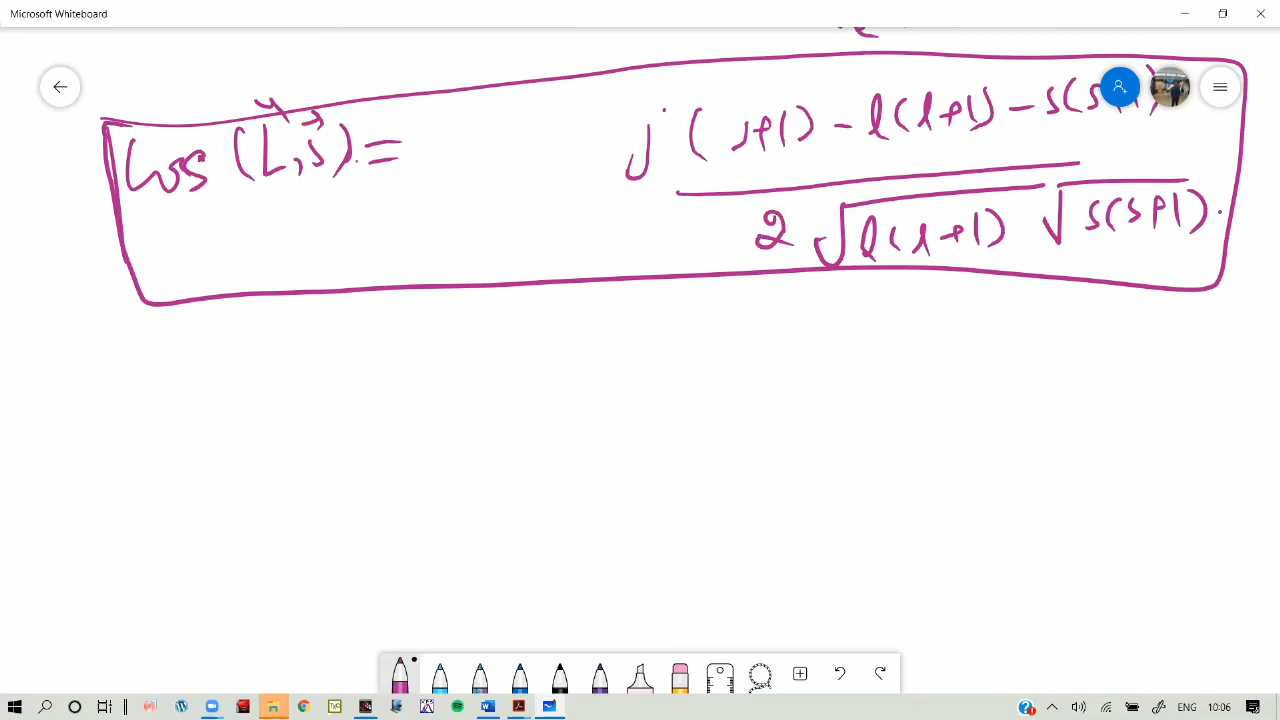 Microsoft Whiteboard
cos (L⃗, s⃗) = j(j+1) - l(l+1) - s(s+1)
2 √l(l+1) √s(s+1).
ENG 10:06